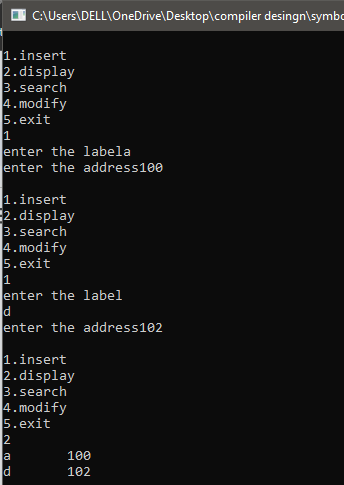 C:\Users\DELL\OneDrive\Desktop\compiler desingn\symbo
1.insert
2.display
3.search
4.modify
5.exit
1
enter the labela
enter the address100
1.insert
2.display
3.search
4.modify
5.exit
1
enter the label
d
enter the address102
1.insert
2.display
3.search
4.modify
5.exit
2
a 100
d 102